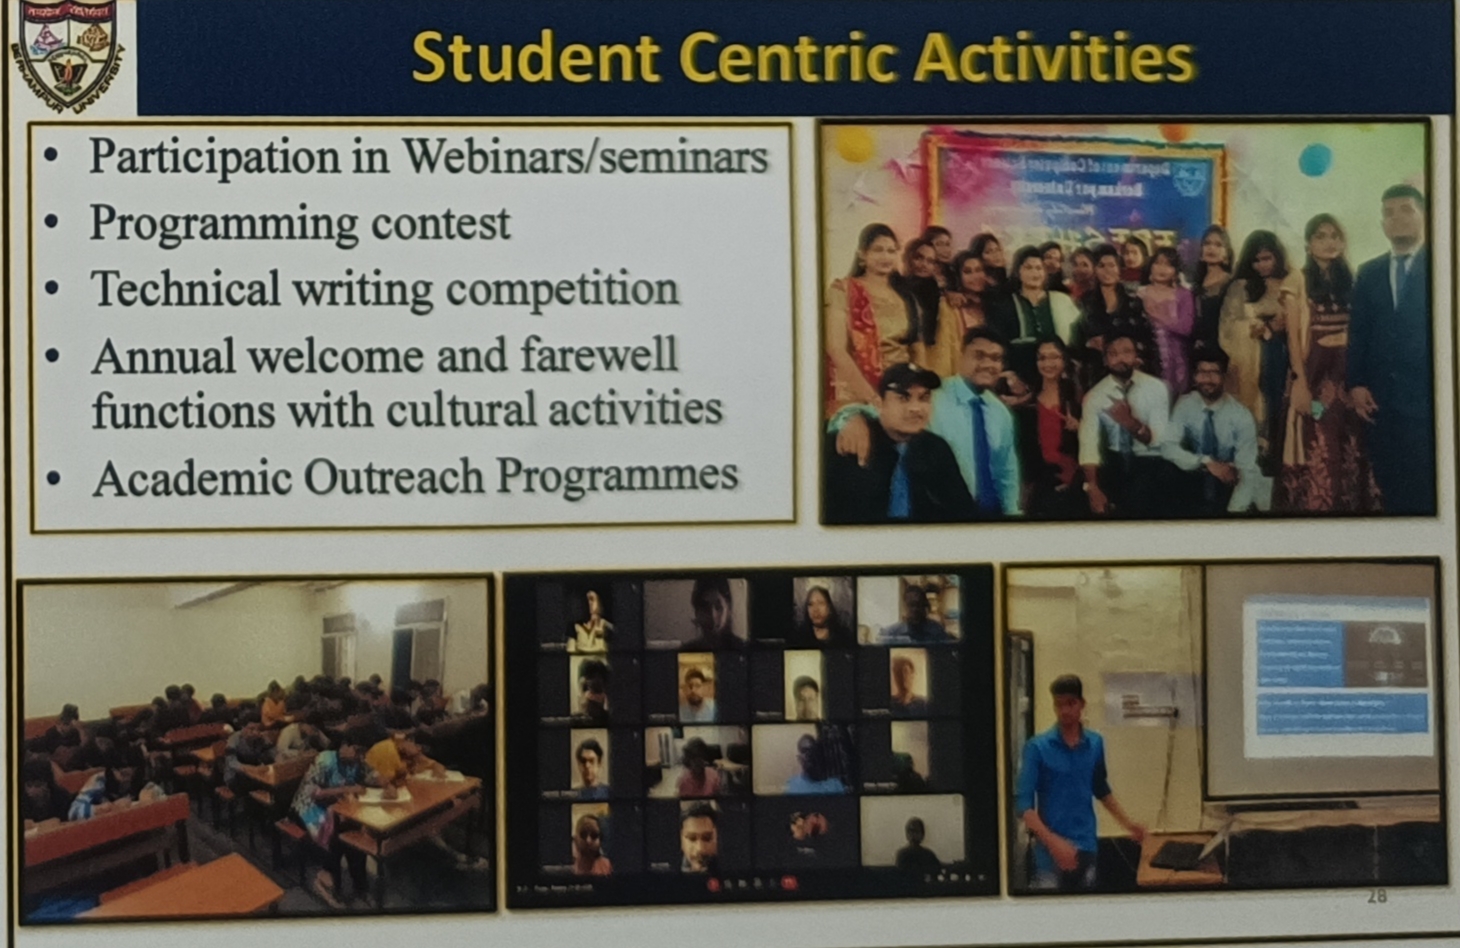 BERHAMPUR UNIVERSITY
Student Centric Activities
• Participation in Webinars/seminars
• Programming contest
• Technical writing competition
• Annual welcome and farewell
functions with cultural activities
• Academic Outreach Programmes
Department of Computer Science
Berhampur University
28